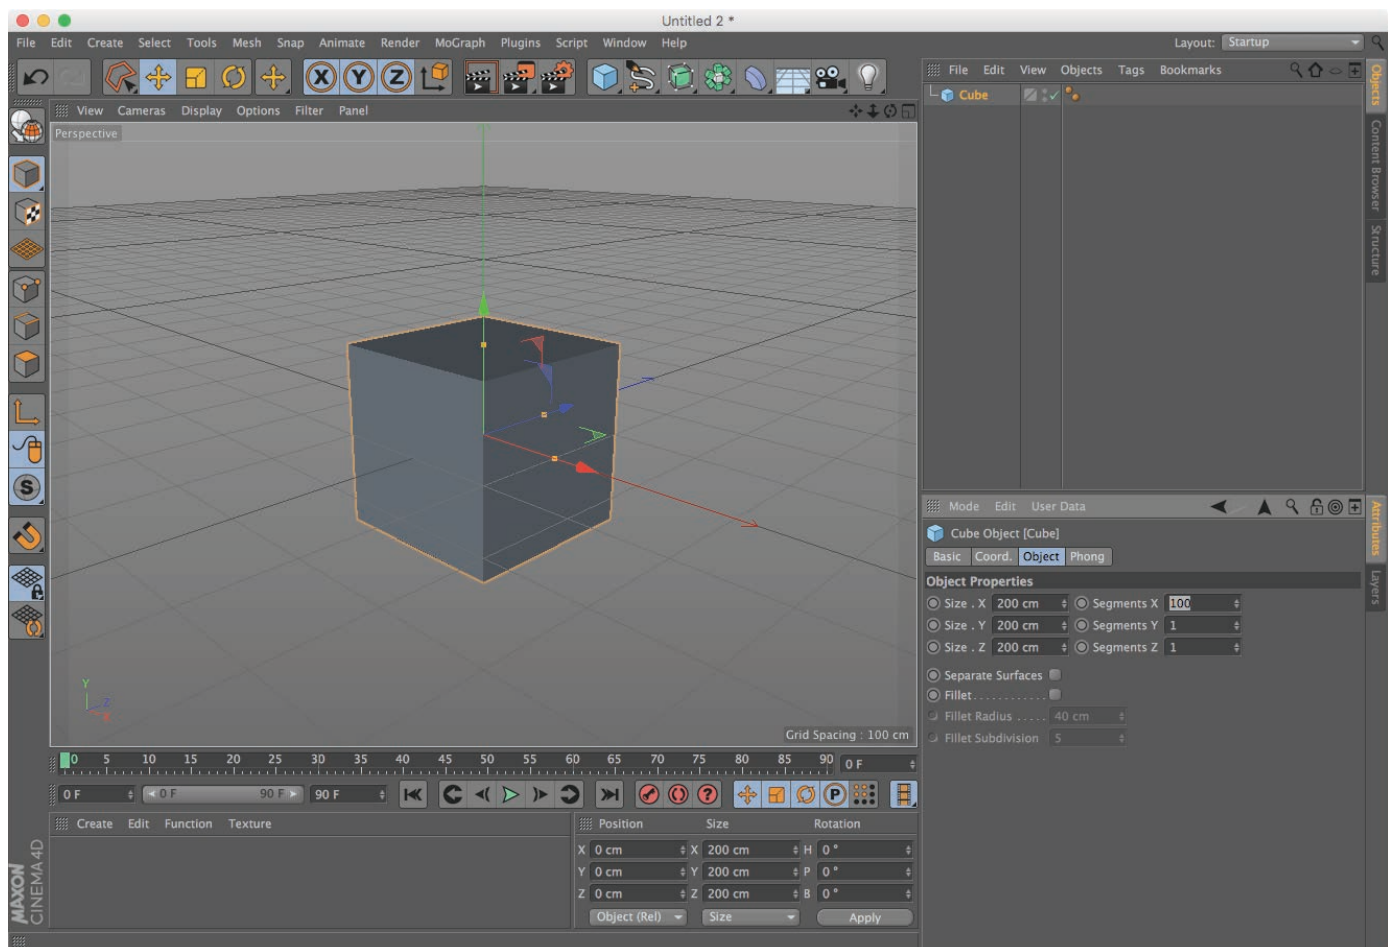 Untitled 2 *
File Edit Create Select Tools Mesh Snap Animate Render MoGraph Plugins Script Window Help Layout: Startup
X Y Z
File Edit View Objects Tags Bookmarks
View Cameras Display Options Filter Panel
Cube
Perspective
Objects
Content Browser
Structure
S
Y
Z
X
Grid Spacing : 100 cm
Mode Edit User Data
Cube Object [Cube]
Basic Coord. Object Phong
Object Properties
Size . X 200 cm Segments X 100
Size . Y 200 cm Segments Y 1
Size . Z 200 cm Segments Z 1
Separate Surfaces
Fillet. . . . . . . . . . . .
Fillet Radius . . . . . 40 cm
Fillet Subdivision 5
Attributes
Layers
0 5 10 15 20 25 30 35 40 45 50 55 60 65 70 75 80 85 90 0 F
0 F 0 F 90 F 90 F ? P
Create Edit Function Texture
Position Size Rotation
X 0 cm X 200 cm H 0 °
Y 0 cm Y 200 cm P 0 °
Z 0 cm Z 200 cm B 0 °
Object (Rel) Size Apply
MAXON
CINEMA 4D